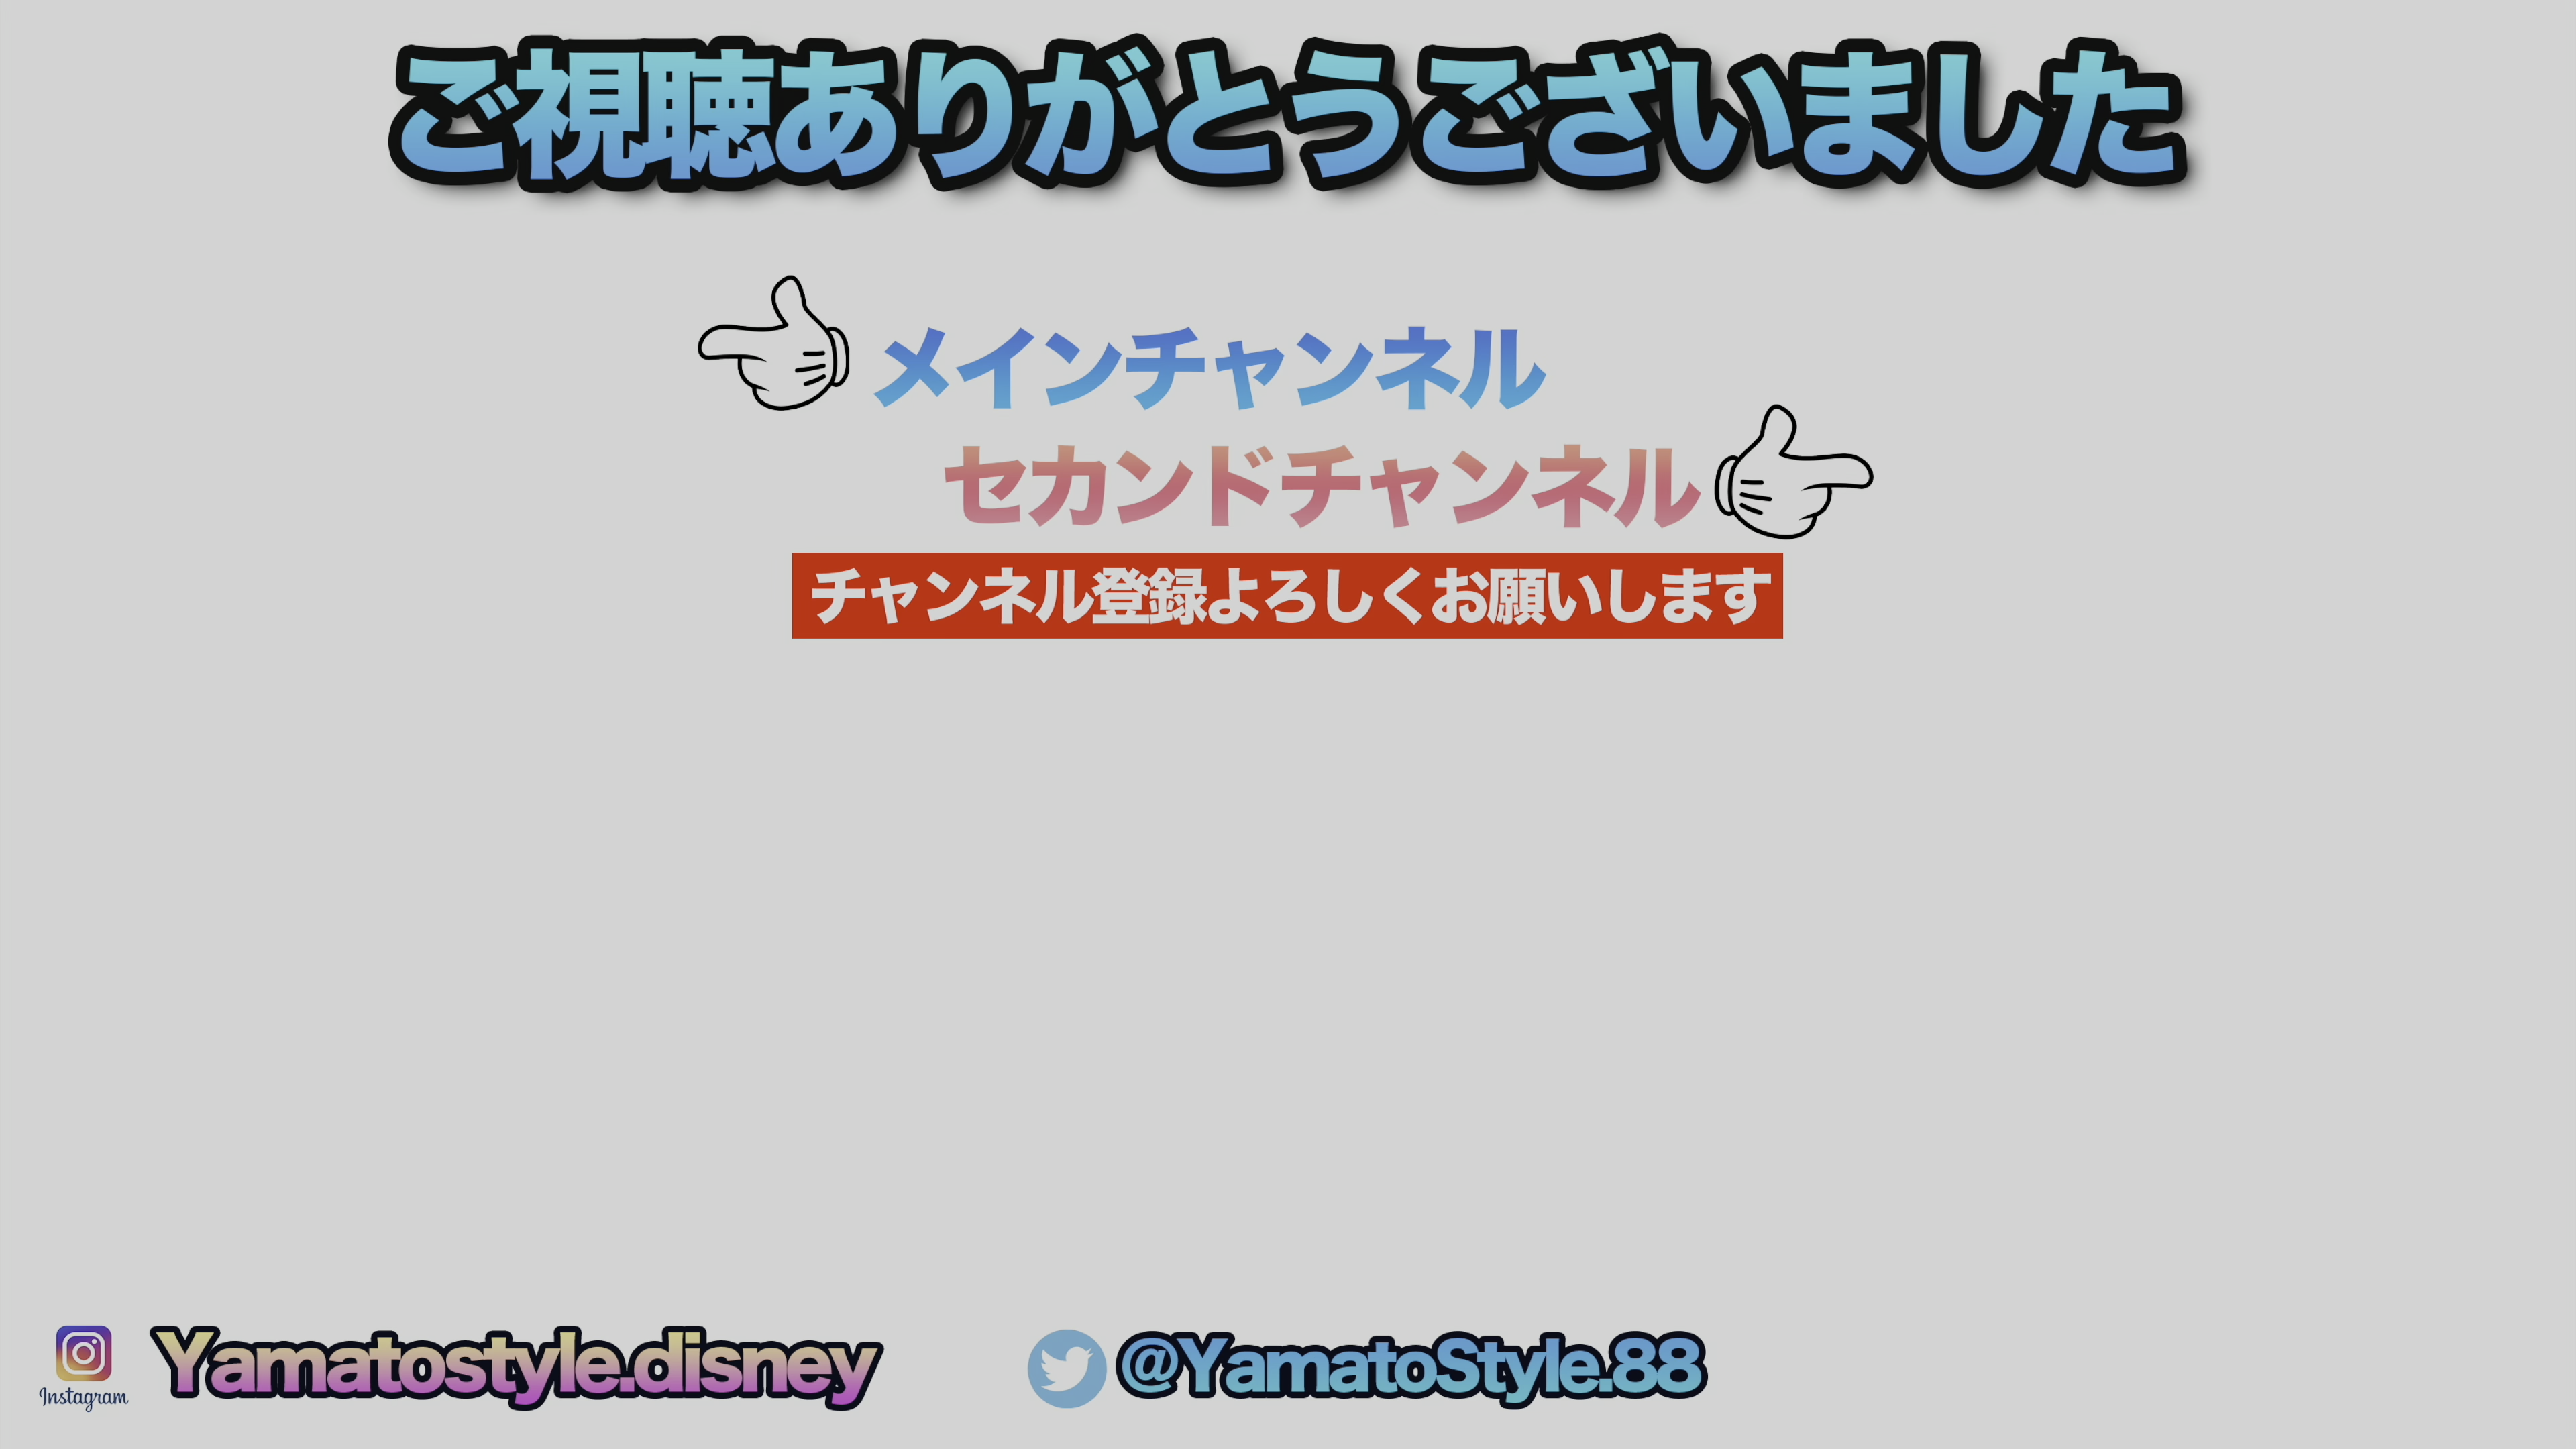 ご視聴ありがとうございました
メインチャンネル
セカンドチャンネル
チャンネル登録よろしくお願いします
Instagram
Yamatostyle.disney
@YamatoStyle.88